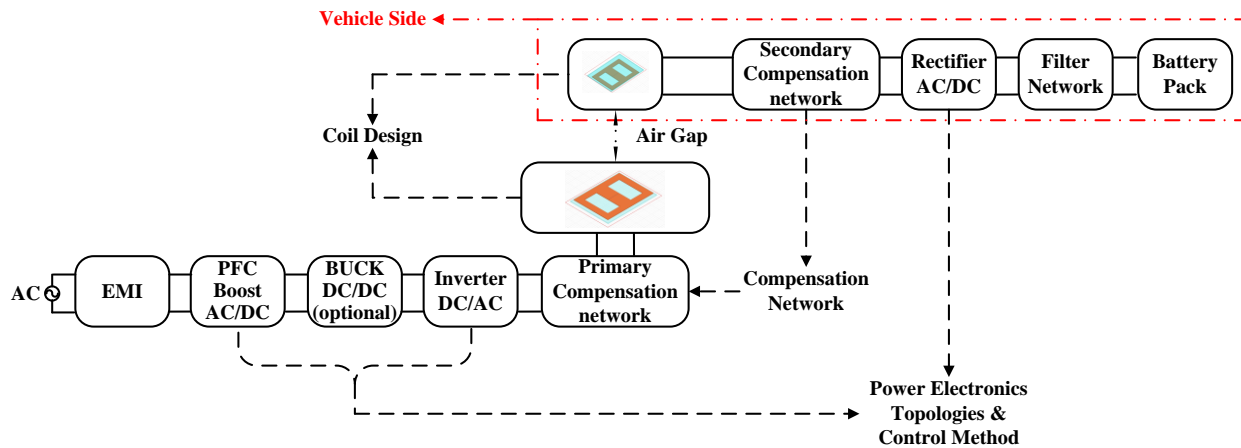 Vehicle Side
Secondary
Compensation
network
Rectifier
AC/DC
Filter
Network
Battery
Pack
Coil Design
Air Gap
AC
EMI
PFC
Boost
AC/DC
BUCK
DC/DC
(optional)
Inverter
DC/AC
Primary
Compensation
network
Compensation
Network
Power Electronics
Topologies &
Control Method